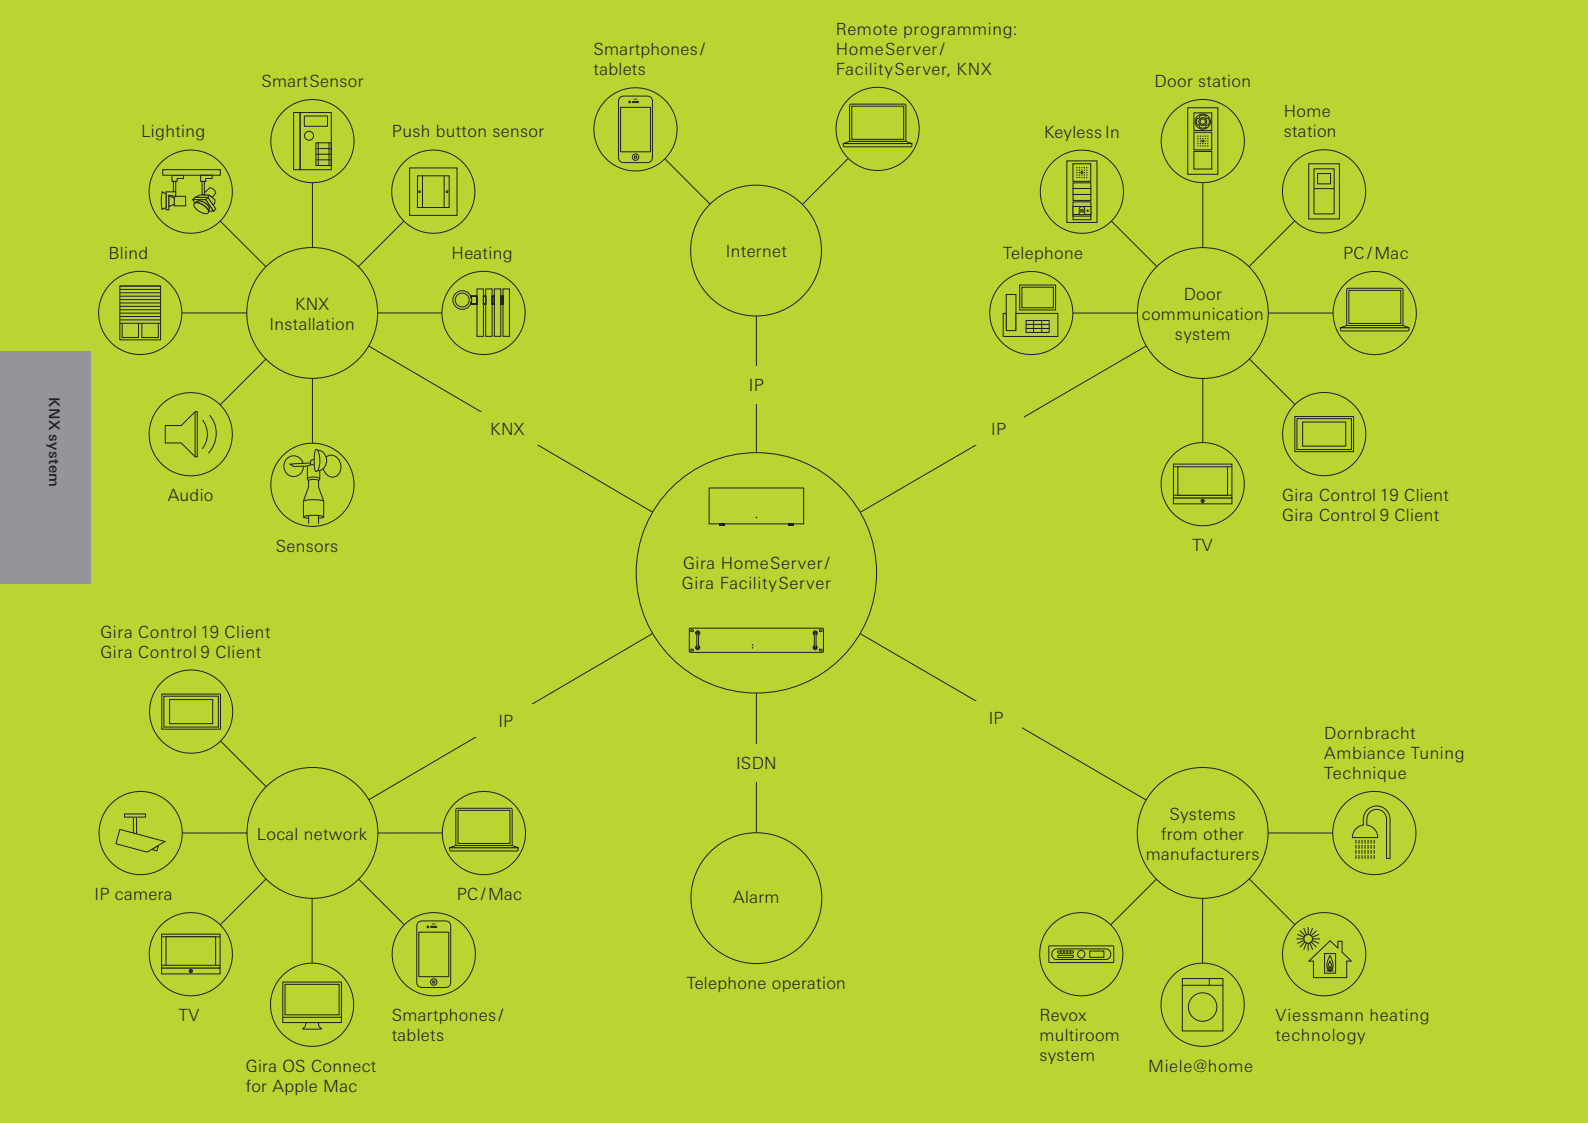 KNX system
SmartSensor
Lighting
Push button sensor
Blind
Heating
KNX
Installation
Audio
Sensors
KNX
Smartphones/
tablets
Remote programming:
HomeServer/
FacilityServer, KNX
Internet
IP
Door station
Home
station
Keyless In
Telephone
PC/Mac
Door
communication
system
IP
Gira Control 19 Client
Gira Control 9 Client
TV
Gira HomeServer/
Gira FacilityServer
Gira Control 19 Client
Gira Control 9 Client
IP
Local network
IP camera
PC/Mac
TV
Smartphones/
tablets
Gira OS Connect
for Apple Mac
ISDN
Alarm
Telephone operation
IP
Dornbracht
Ambiance Tuning
Technique
Systems
from other
manufacturers
Revox
multiroom
system
Miele@home
Viessmann heating
technology